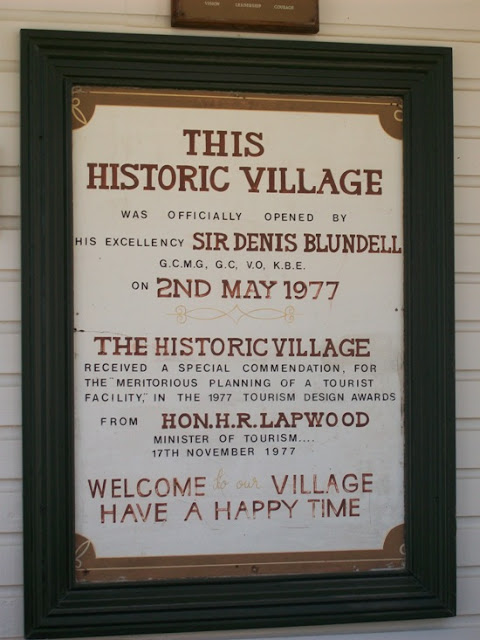 VISION LEADERSHIP
THIS
HISTORIC VILLAGE
WAS OFFICIALLY OPENED BY
HIS EXCELLENCY SIR DENIS BLUNDELL
G.C.M.G, G.C, V.O, K.B.E.
ON 2ND MAY 1977
THE HISTORIC VILLAGE
RECEIVED A SPECIAL COMMENDATION, FOR
THE "MERITORIOUS PLANNING OF A TOURIST
FACILITY," IN THE 1977 TOURISM DESIGN AWARDS
FROM HON.H.R.LAPWOOD
MINISTER OF TOURISM....
17TH NOVEMBER 1977
WELCOME to our VILLAGE
HAVE A HAPPY TIME